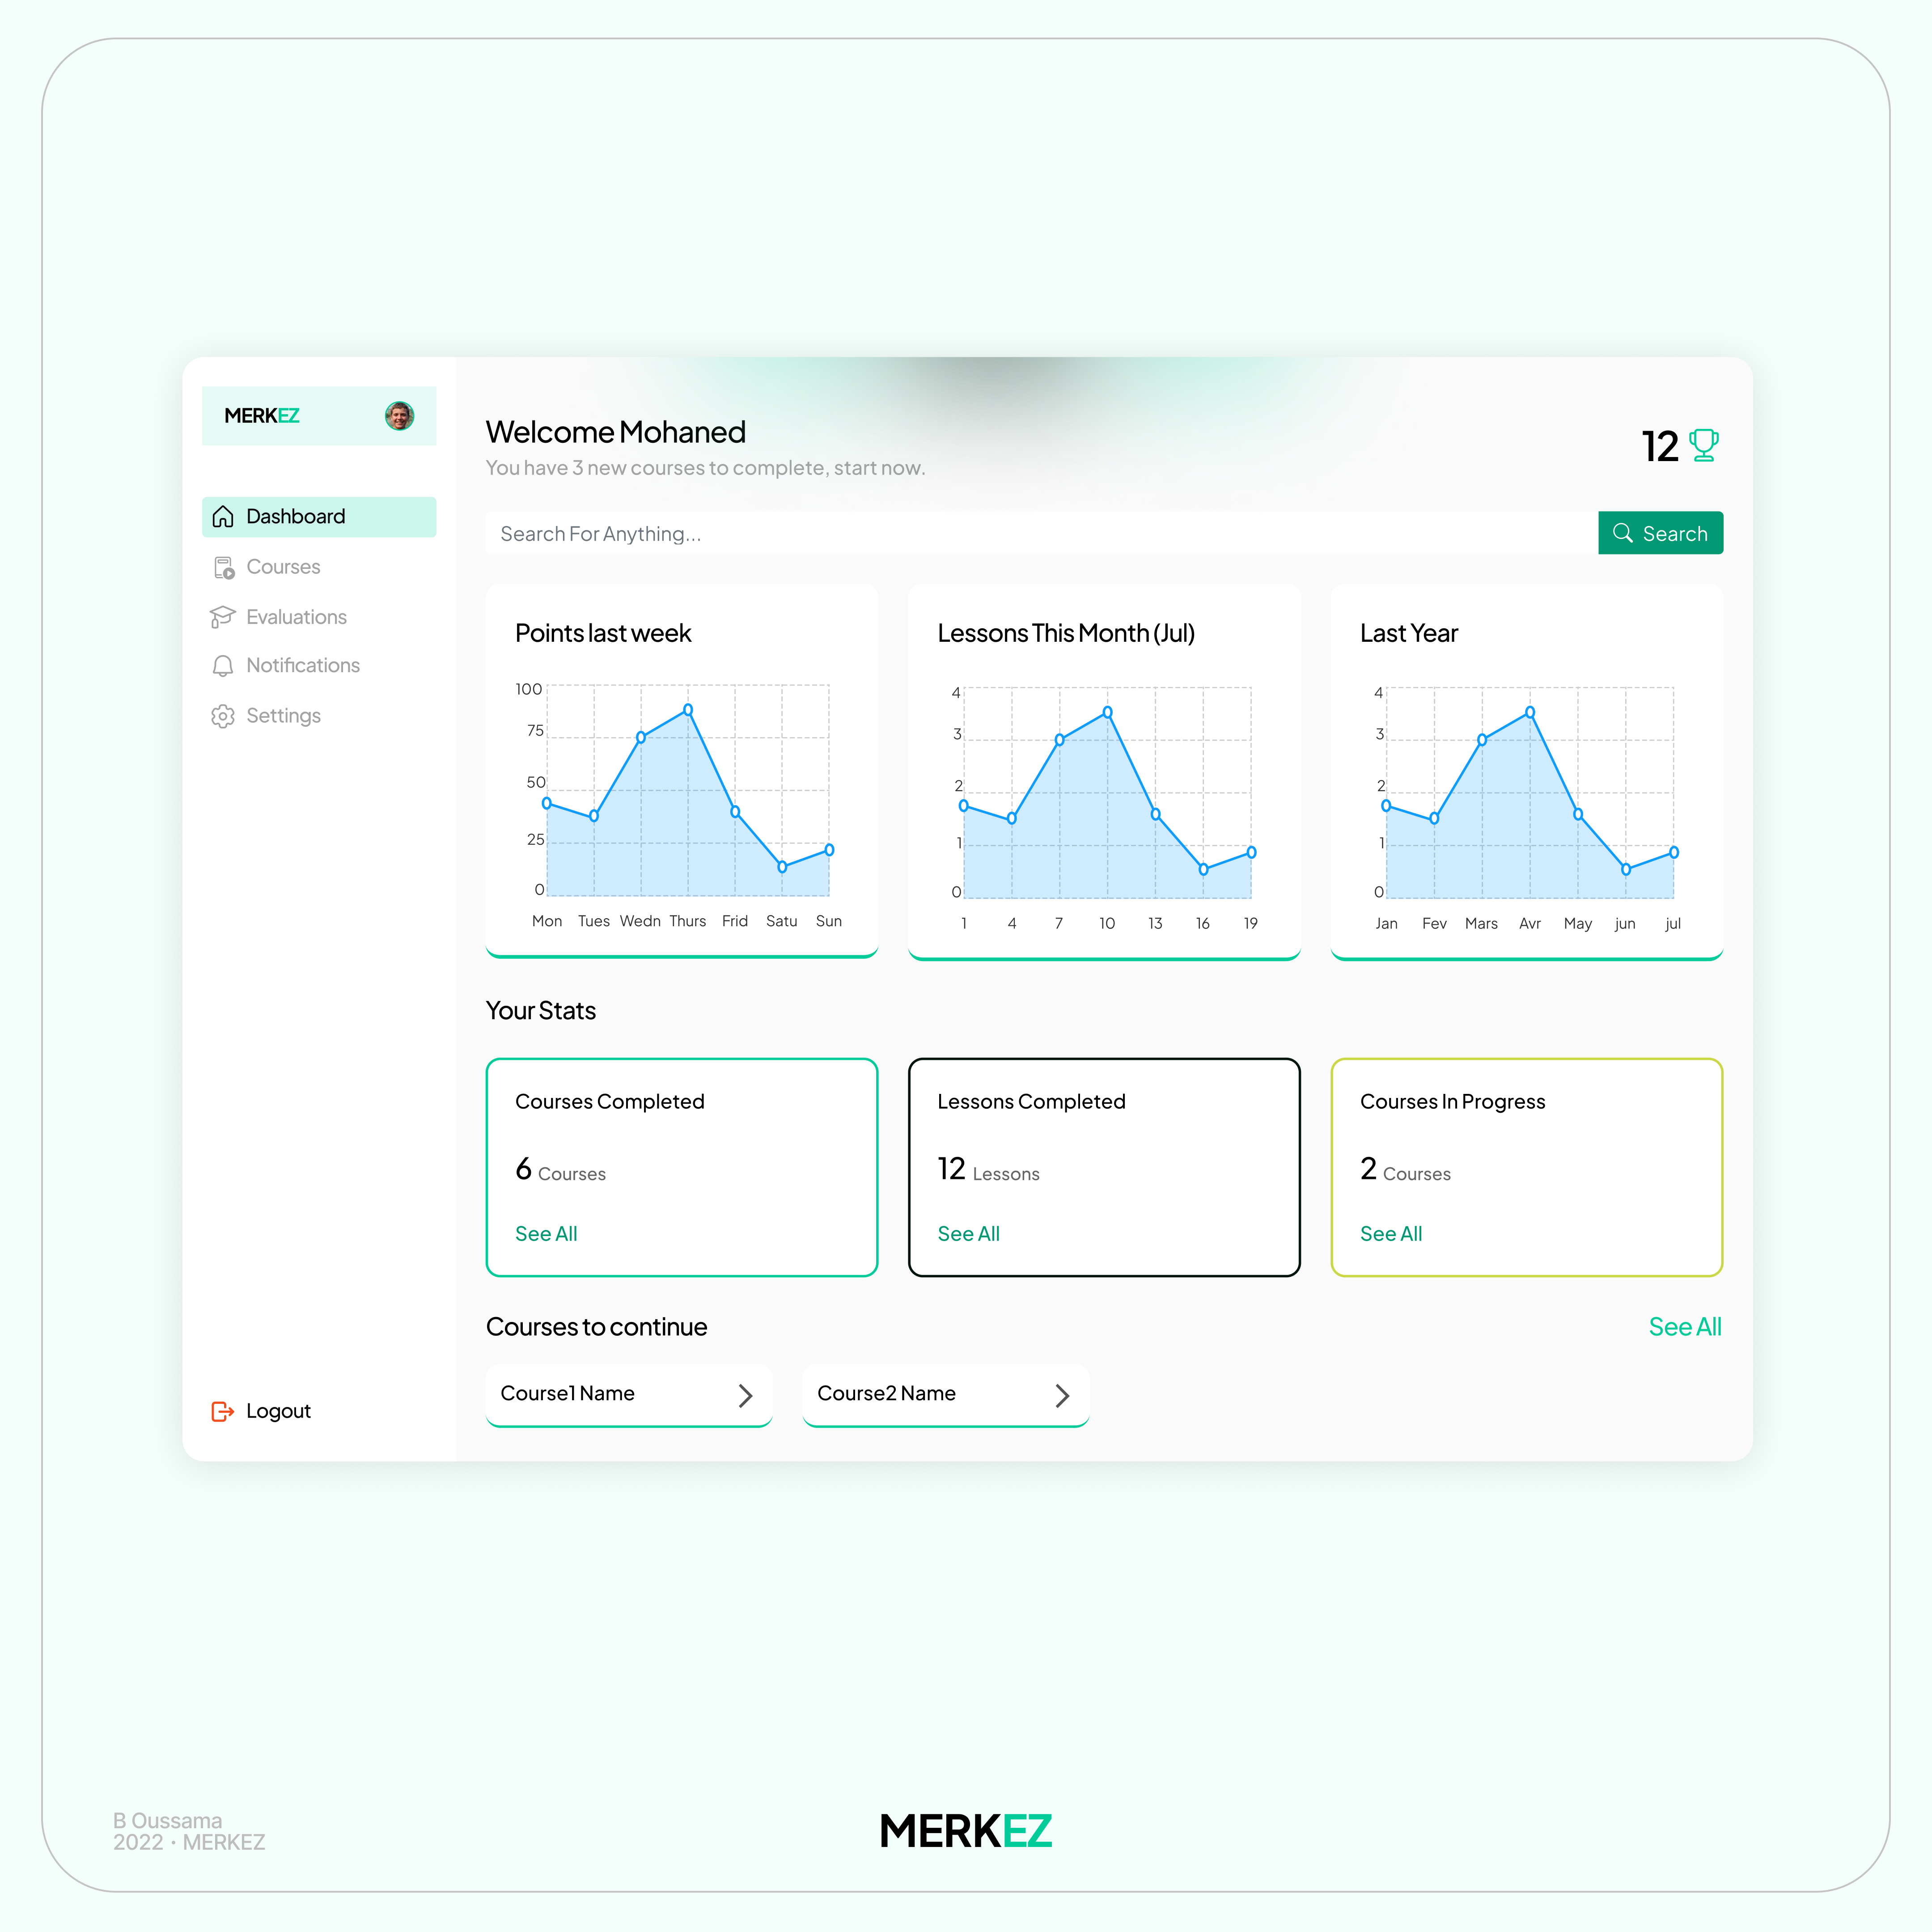 MERKEZ
Dashboard
Courses
Evaluations
Notifications
Settings
Logout
Welcome Mohaned
You have 3 new courses to complete, start now.
12
Search For Anything...
Search
Points last week
100
75
50
25
0
Mon Tues Wedn Thurs Frid Satu Sun
Lessons This Month (Jul)
4
3
2
1
0
1 4 7 10 13 16 19
Last Year
4
3
2
1
0
Jan Fev Mars Avr May jun jul
Your Stats
Courses Completed
6 Courses
See All
Lessons Completed
12 Lessons
See All
Courses In Progress
2 Courses
See All
Courses to continue
See All
Course1 Name
Course2 Name
B Oussama
2022 · MERKEZ
MERKEZ